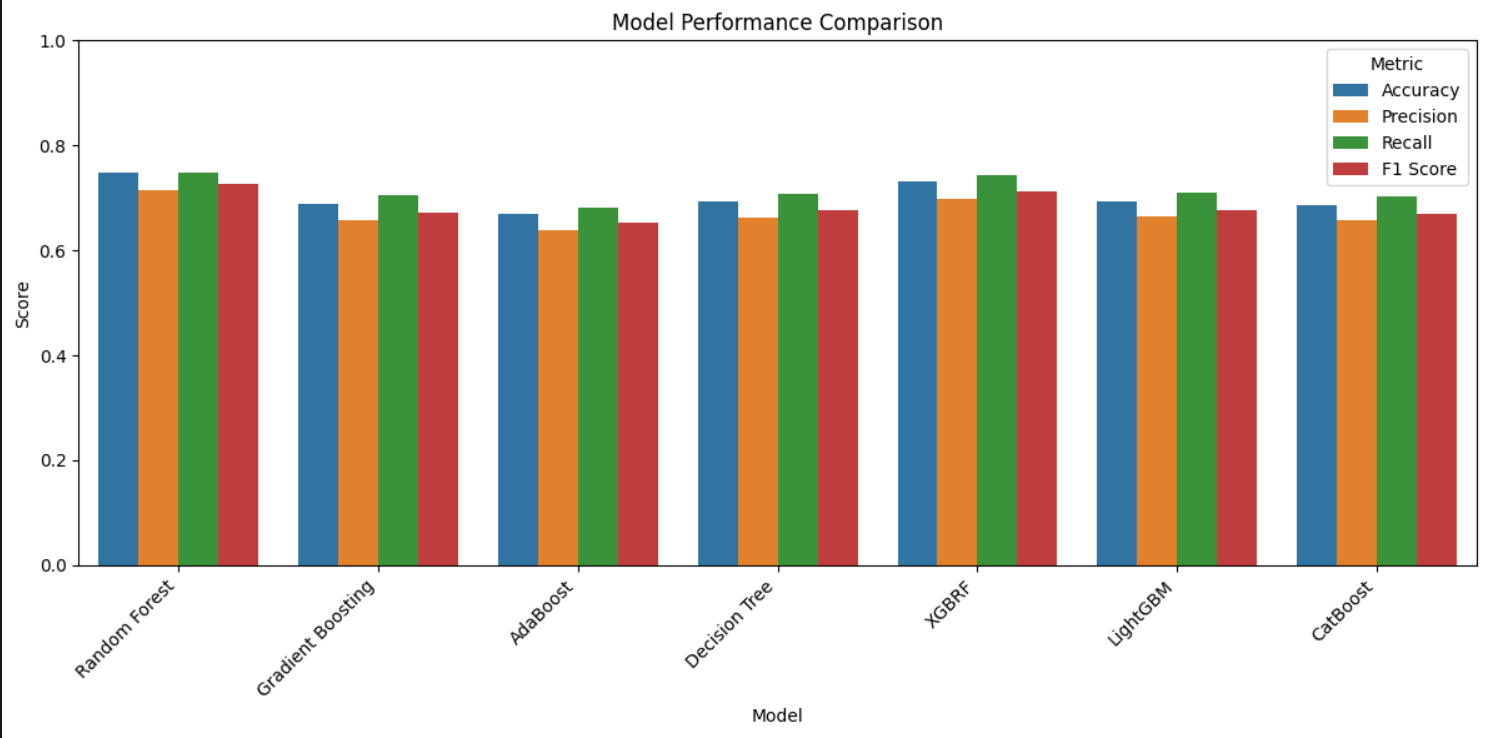 Model Performance Comparison
1.0
0.8
0.6
0.4
0.2
0.0
Score
Metric
Accuracy
Precision
Recall
F1 Score
Random Forest
Gradient Boosting
AdaBoost
Decision Tree
XGBRF
LightGBM
CatBoost
Model